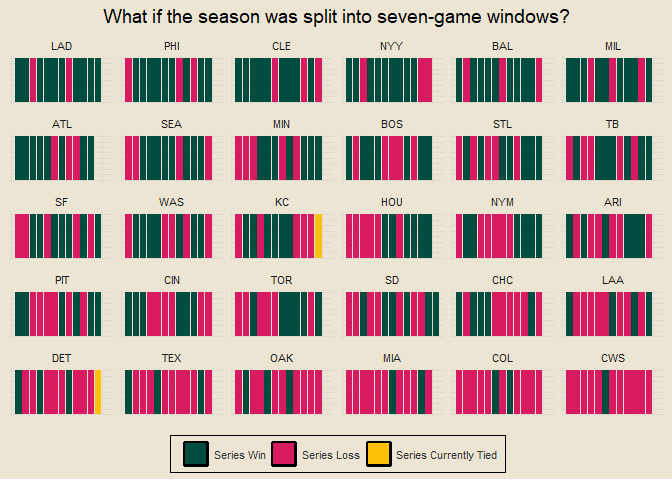 What if the season was split into seven-game windows?
LAD PHI CLE NYY BAL MIL
ATL SEA MIN BOS STL TB
SF WAS KC HOU NYM ARI
PIT CIN TOR SD CHC LAA
DET TEX OAK MIA COL CWS
Series Win Series Loss Series Currently Tied